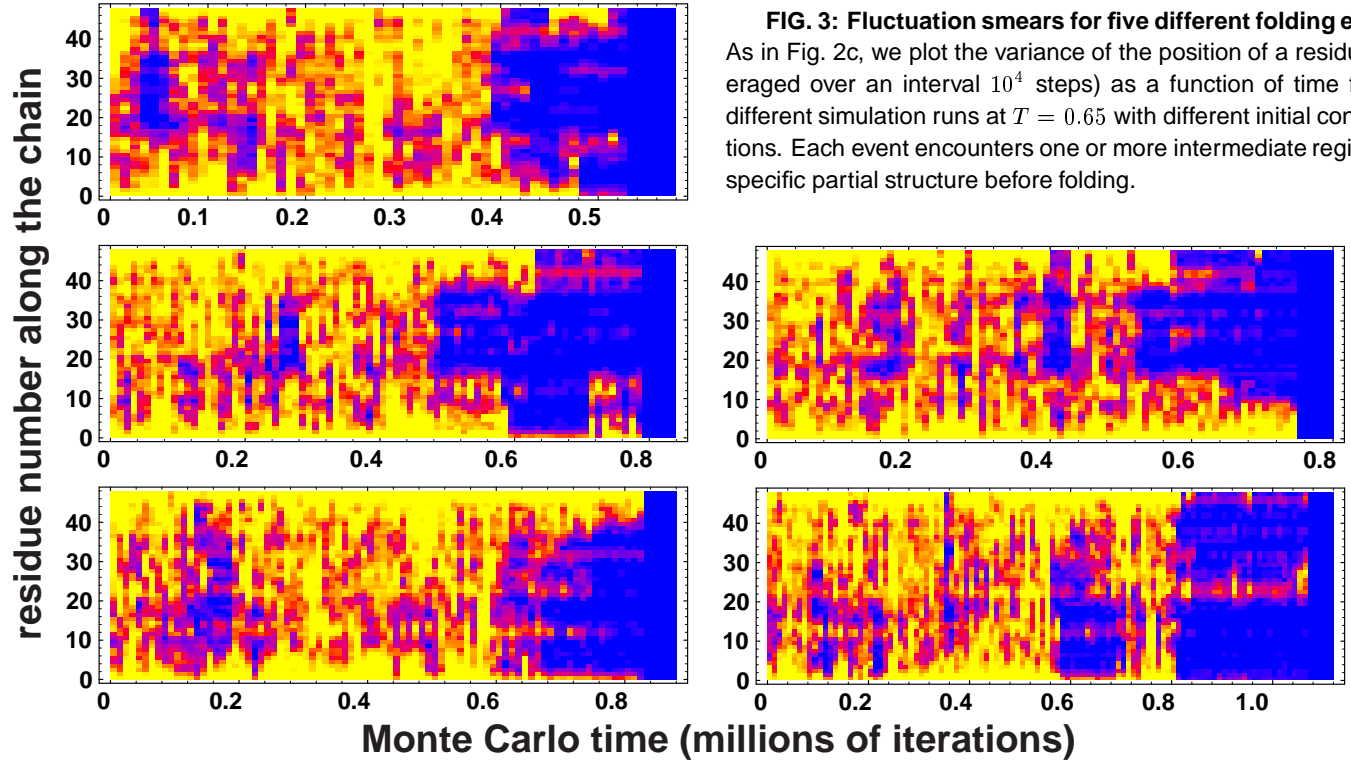 FIG. 3: Fluctuation smears for five different folding e
As in Fig. 2c, we plot the variance of the position of a residu
eraged over an interval 10⁴ steps) as a function of time f
different simulation runs at T = 0.65 with different initial con
tions. Each event encounters one or more intermediate regi
specific partial structure before folding.
residue number along the chain
40
30
20
10
0
0 0.1 0.2 0.3 0.4 0.5
40
30
20
10
0
0 0.2 0.4 0.6 0.8
40
30
20
10
0
0 0.2 0.4 0.6 0.8
40
30
20
10
0
0 0.2 0.4 0.6 0.8
40
30
20
10
0
0 0.2 0.4 0.6 0.8 1.0
Monte Carlo time (millions of iterations)